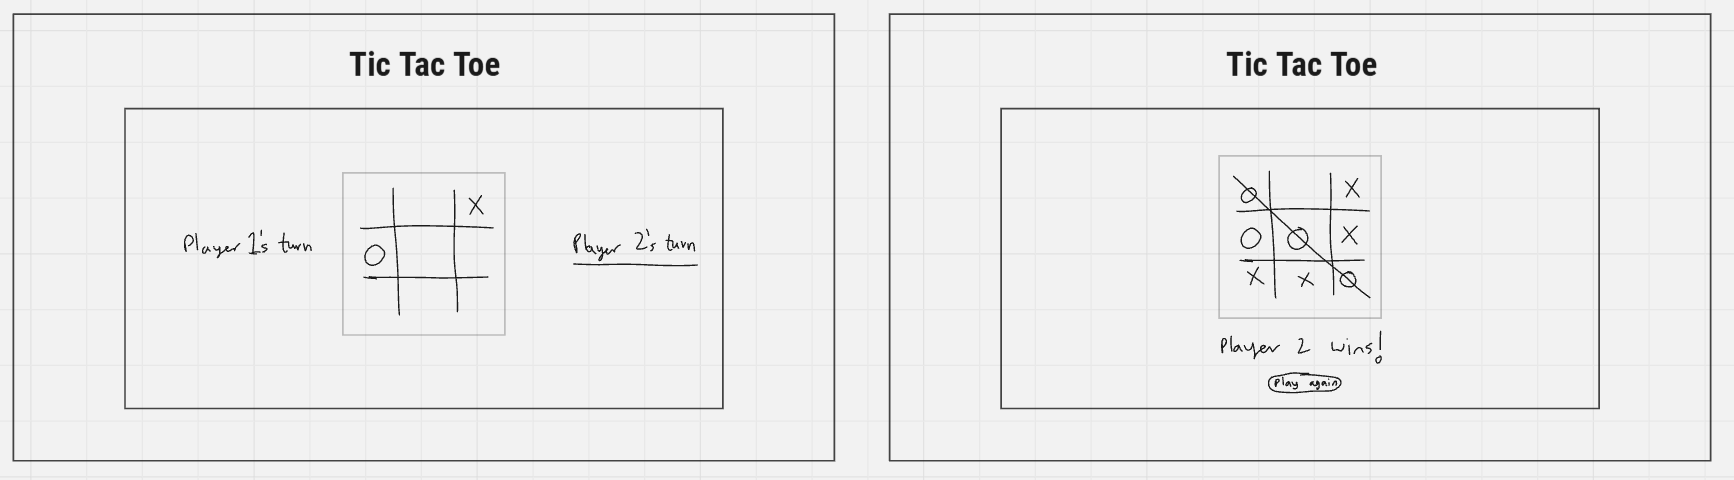 Tic Tac Toe
Player 1's turn
X
O
Player 2's turn
Tic Tac Toe
O X
O O X
X X O
Player 2 wins!
Play again